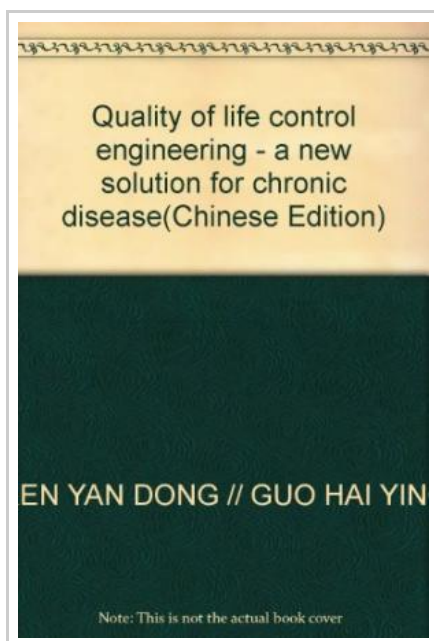 Quality of life control
engineering - a new
solution for chronic
disease(Chinese Edition)
EN YAN DONG // GUO HAI YIN
Note: This is not the actual book cover